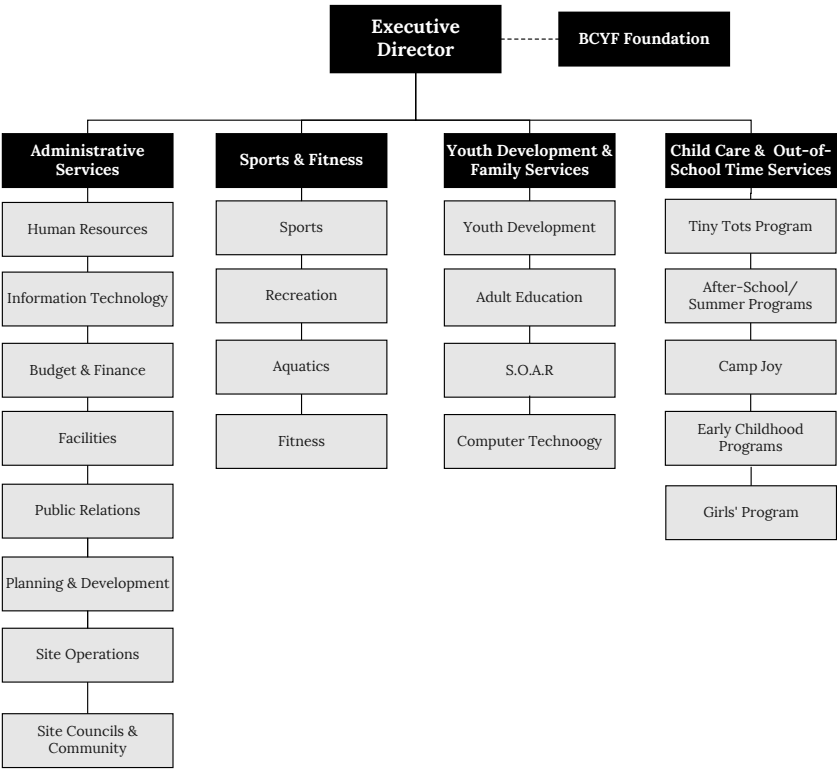 Executive
Director
BCYF Foundation
Administrative
Services
Human Resources
Information Technology
Budget & Finance
Facilities
Public Relations
Planning & Development
Site Operations
Site Councils &
Community
Sports & Fitness
Sports
Recreation
Aquatics
Fitness
Youth Development &
Family Services
Youth Development
Adult Education
S.O.A.R
Computer Technoogy
Child Care & Out-of-
School Time Services
Tiny Tots Program
After-School/
Summer Programs
Camp Joy
Early Childhood
Programs
Girls' Program